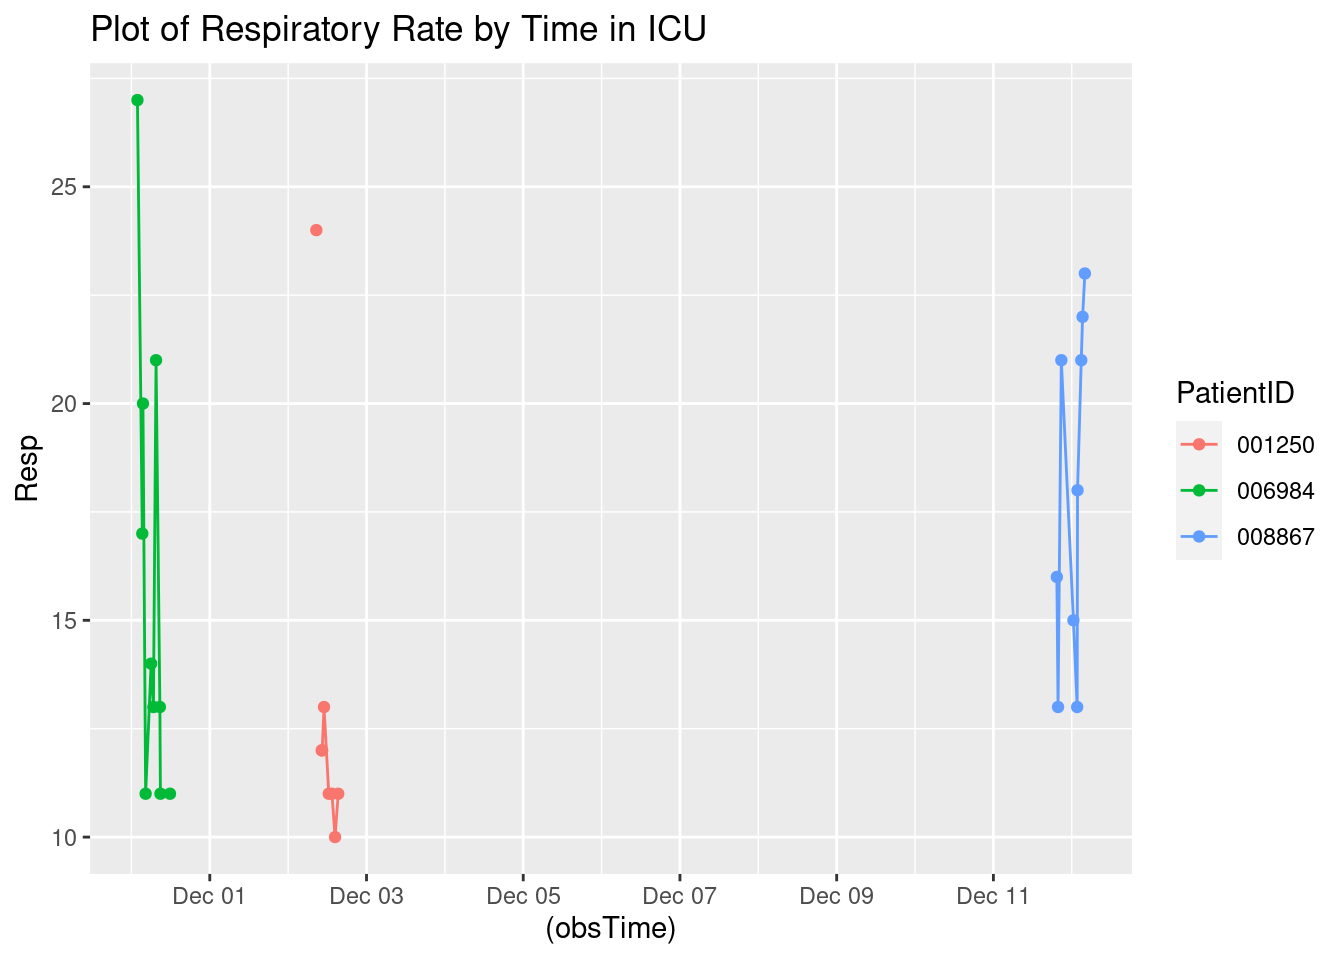 Plot of Respiratory Rate by Time in ICU
25
20
15
10
Resp
Dec 01 Dec 03 Dec 05 Dec 07 Dec 09 Dec 11
(obsTime)
PatientID
001250
006984
008867